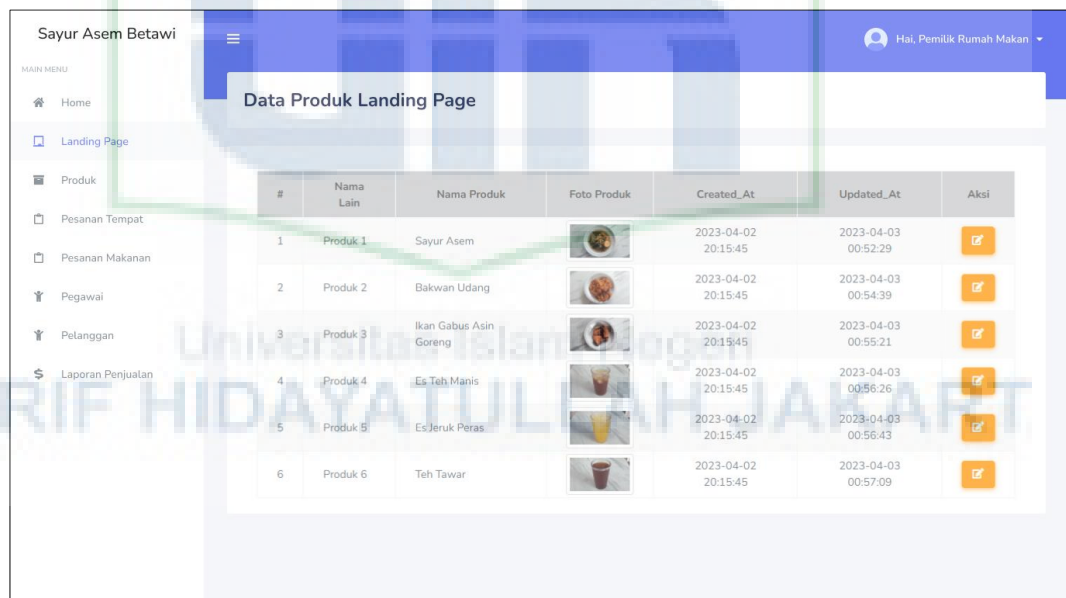 Sayur Asem Betawi
Hai, Pemilik Rumah Makan
MAIN MENU
Home
Landing Page
Produk
Pesanan Tempat
Pesanan Makanan
Pegawai
Pelanggan
Laporan Penjualan
Data Produk Landing Page
# Nama Lain Nama Produk Foto Produk Created_At Updated_At Aksi
1 Produk 1 Sayur Asem 2023-04-02 20:15:45 2023-04-03 00:52:29
2 Produk 2 Bakwan Udang 2023-04-02 20:15:45 2023-04-03 00:54:39
3 Produk 3 Ikan Gabus Asin Goreng 2023-04-02 20:15:45 2023-04-03 00:55:21
4 Produk 4 Es Teh Manis 2023-04-02 20:15:45 2023-04-03 00:56:26
5 Produk 5 Es Jeruk Peras 2023-04-02 20:15:45 2023-04-03 00:56:43
6 Produk 6 Teh Tawar 2023-04-02 20:15:45 2023-04-03 00:57:09
Universitas Islam Negeri
RIF HIDAYATULLAH JAKART